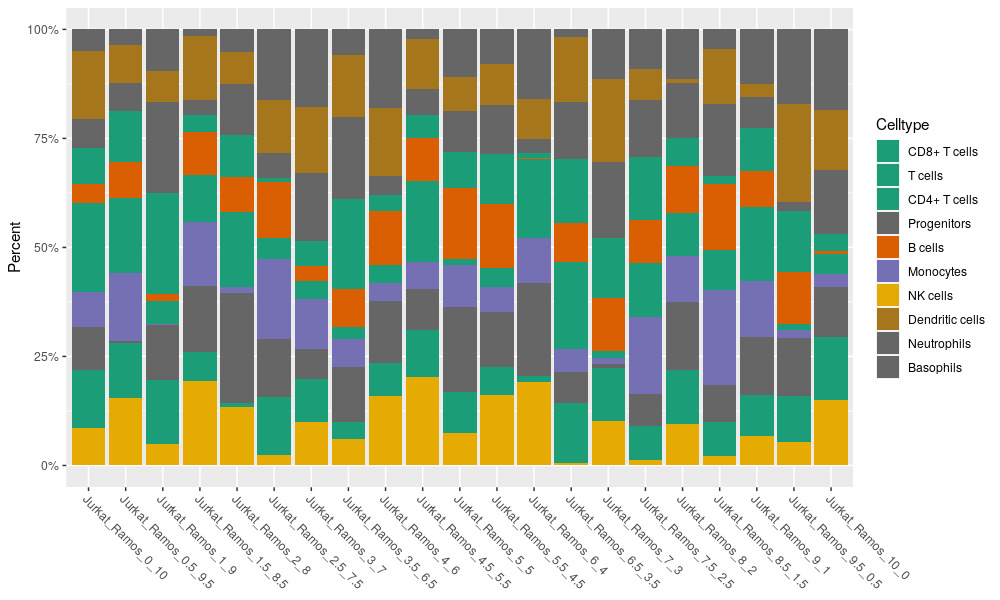 100%
75%
50%
25%
0%
Percent
Jurkat_Ramos_0_10
Jurkat_Ramos_0.5_9.5
Jurkat_Ramos_1_9
Jurkat_Ramos_1.5_8.5
Jurkat_Ramos_2_8
Jurkat_Ramos_2.5_7.5
Jurkat_Ramos_3_7
Jurkat_Ramos_3.5_6.5
Jurkat_Ramos_4_6
Jurkat_Ramos_4.5_5.5
Jurkat_Ramos_5_5
Jurkat_Ramos_5.5_4.5
Jurkat_Ramos_6_4
Jurkat_Ramos_6.5_3.5
Jurkat_Ramos_7_3
Jurkat_Ramos_7.5_2.5
Jurkat_Ramos_8_2
Jurkat_Ramos_8.5_1.5
Jurkat_Ramos_9_1
Jurkat_Ramos_9.5_0.5
Jurkat_Ramos_10_0
Celltype
CD8+ T cells
T cells
CD4+ T cells
Progenitors
B cells
Monocytes
NK cells
Dendritic cells
Neutrophils
Basophils